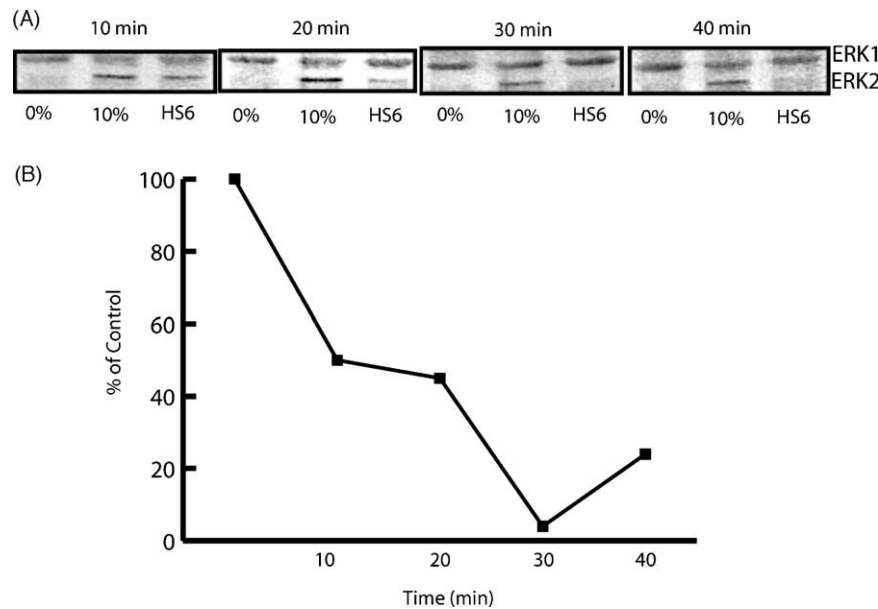 (A)
10 min 20 min 30 min 40 min
ERK1
ERK2
0% 10% HS6 0% 10% HS6 0% 10% HS6 0% 10% HS6
(B)
% of Control
100
80
60
40
20
0
10 20 30 40
Time (min)